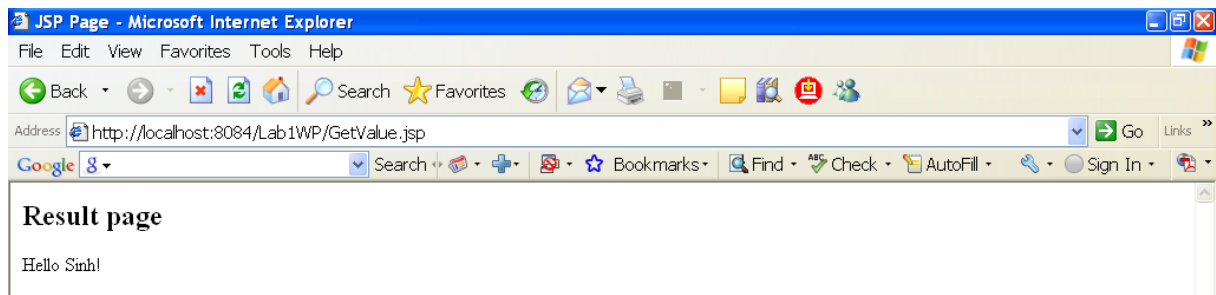 JSP Page - Microsoft Internet Explorer
File Edit View Favorites Tools Help
Back Search Favorites
Address http://localhost:8084/Lab1WP/GetValue.jsp Go Links »
Google g Search Bookmarks Find ABC Check AutoFill Sign In
Result page
Hello Sinh!